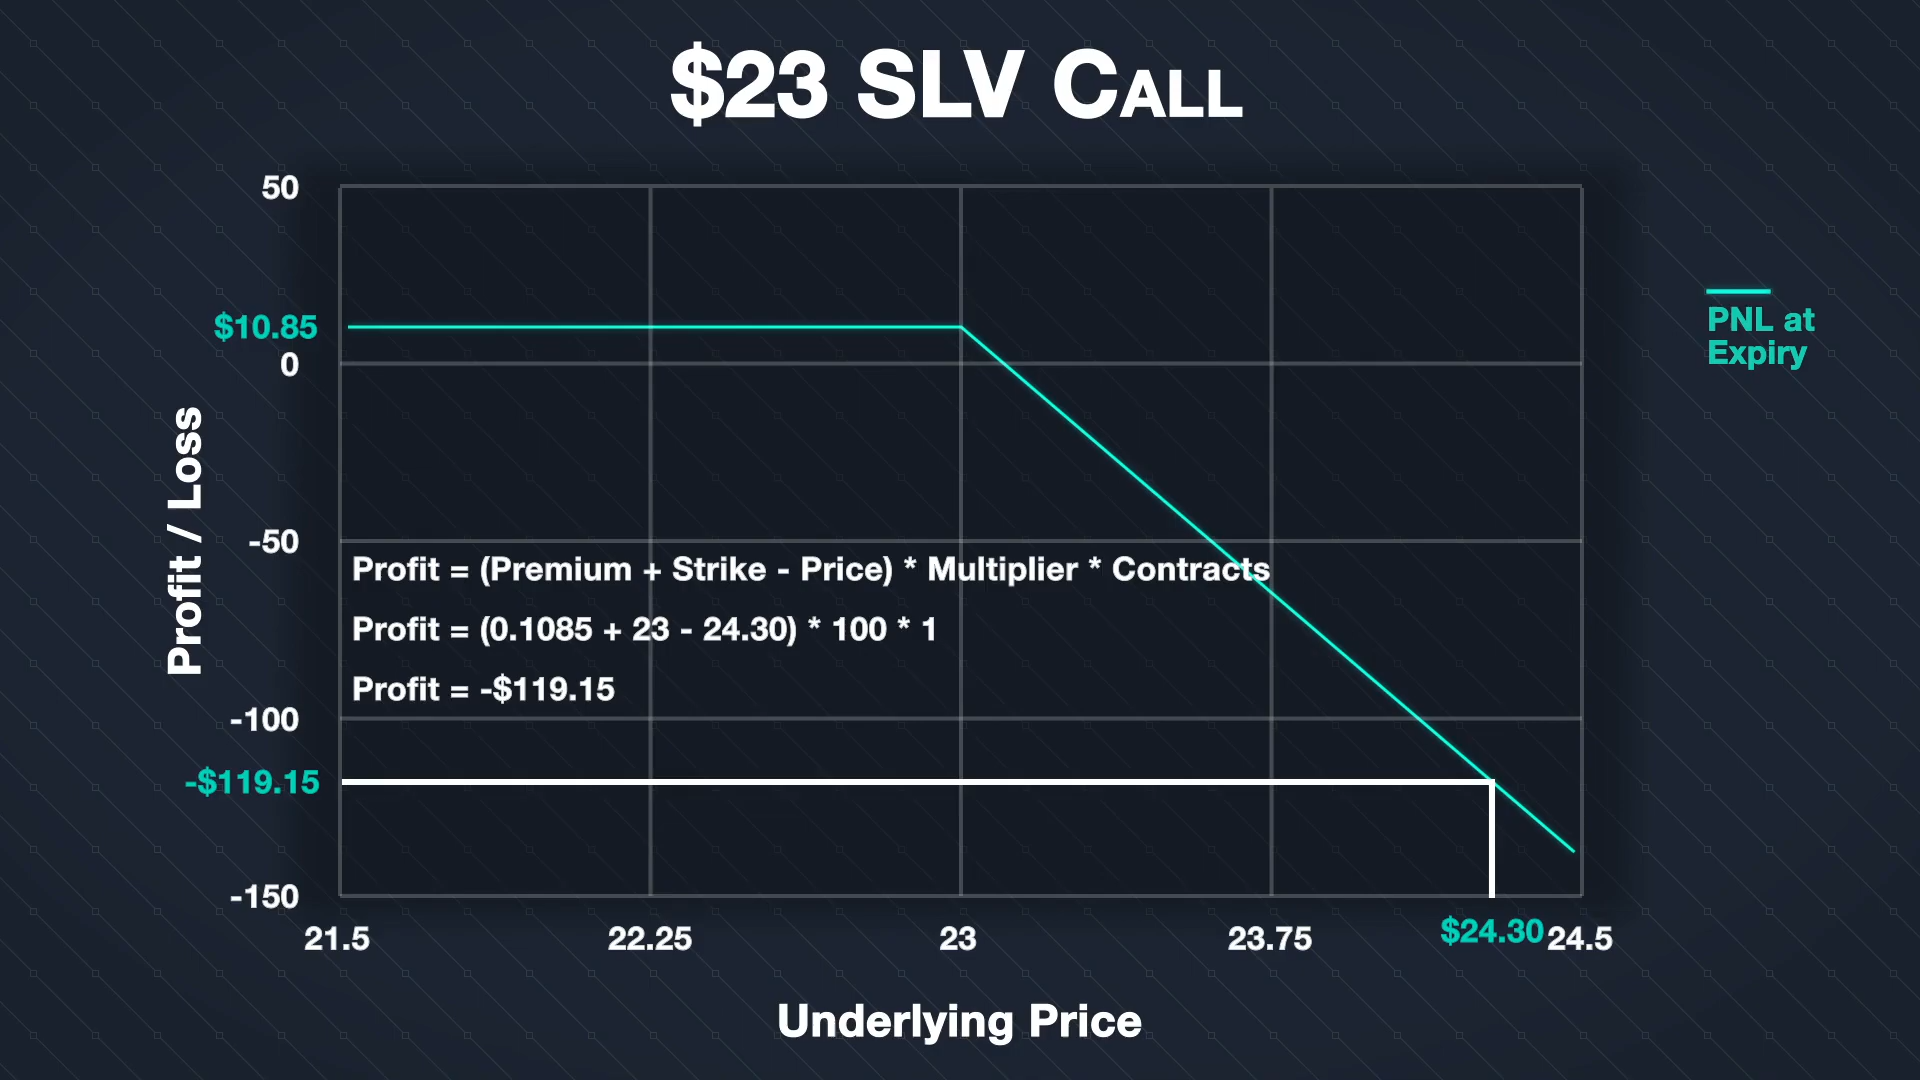 $23 SLV CALL
50
$10.85
0
-50
-100
-$119.15
-150
Profit / Loss
Profit = (Premium + Strike - Price) * Multiplier * Contracts
Profit = (0.1085 + 23 - 24.30) * 100 * 1
Profit = -$119.15
PNL at
Expiry
21.5 22.25 23 23.75 $24.30 24.5
Underlying Price